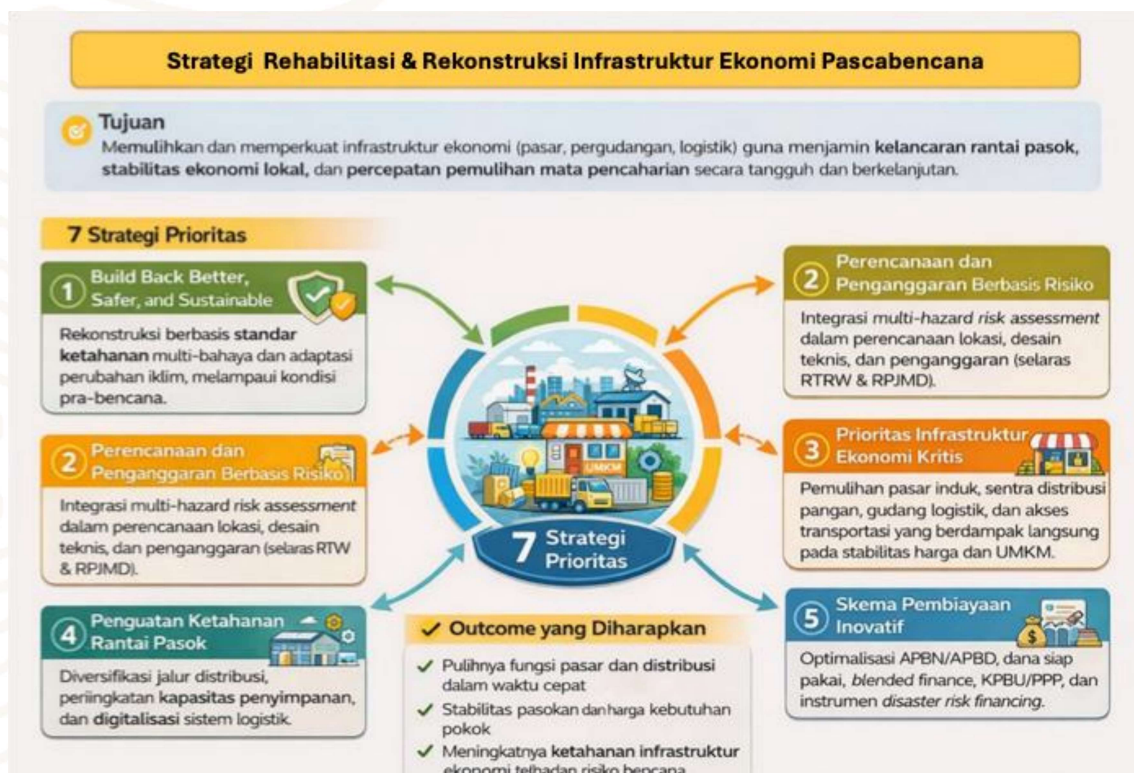 Strategi Rehabilitasi & Rekonstruksi Infrastruktur Ekonomi Pascabencana
Tujuan
Memulihkan dan memperkuat infrastruktur ekonomi (pasar, pergudangan, logistik) guna menjamin kelancaran rantai pasok,
stabilitas ekonomi lokal, dan percepatan pemulihan mata pencaharian secara tangguh dan berkelanjutan.
7 Strategi Prioritas
1 Build Back Better,
Safer, and Sustainable
Rekonstruksi berbasis standar
ketahanan multi-bahaya dan adaptasi
perubahan iklim, melampaui kondisi
pra-bencana.
2 Perencanaan dan
Penganggaran Berbasis Risiko
Integrasi multi-hazard risk assessment
dalam perencanaan lokasi, desain
teknis, dan penganggaran (selaras
RTRW & RPJMD).
2 Perencanaan dan
Penganggaran Berbasis Risiko
Integrasi multi-hazard risk assessment
dalam perencanaan lokasi, desain
teknis, dan penganggaran (selaras RTW
& RPJMD).
UMKM
7 Strategi
Prioritas
3 Prioritas Infrastruktur
Ekonomi Kritis
Pemulihan pasar induk, sentra distribusi
pangan, gudang logistik, dan akses
transportasi yang berdampak langsung
pada stabilitas harga dan UMKM.
4 Penguatan Ketahanan
Rantai Pasok
Diversifikasi jalur distribusi,
periingkatan kapasitas penyimpanan,
dan digitalisasi sistem logistik.
Outcome yang Diharapkan
Pulihnya fungsi pasar dan distribusi
dalam waktu cepat
Stabilitas pasokan dan harga kebutuhan
pokok
Meningkatnya ketahanan infrastruktur
ekonomi telhadan risiko bencana
5 Skema Pembiayaan
Inovatif
$
Optimalisasi APBN/APBD, dana siap
pakai, blended finance, KPBU/PPP, dan
instrumen disaster risk financing.